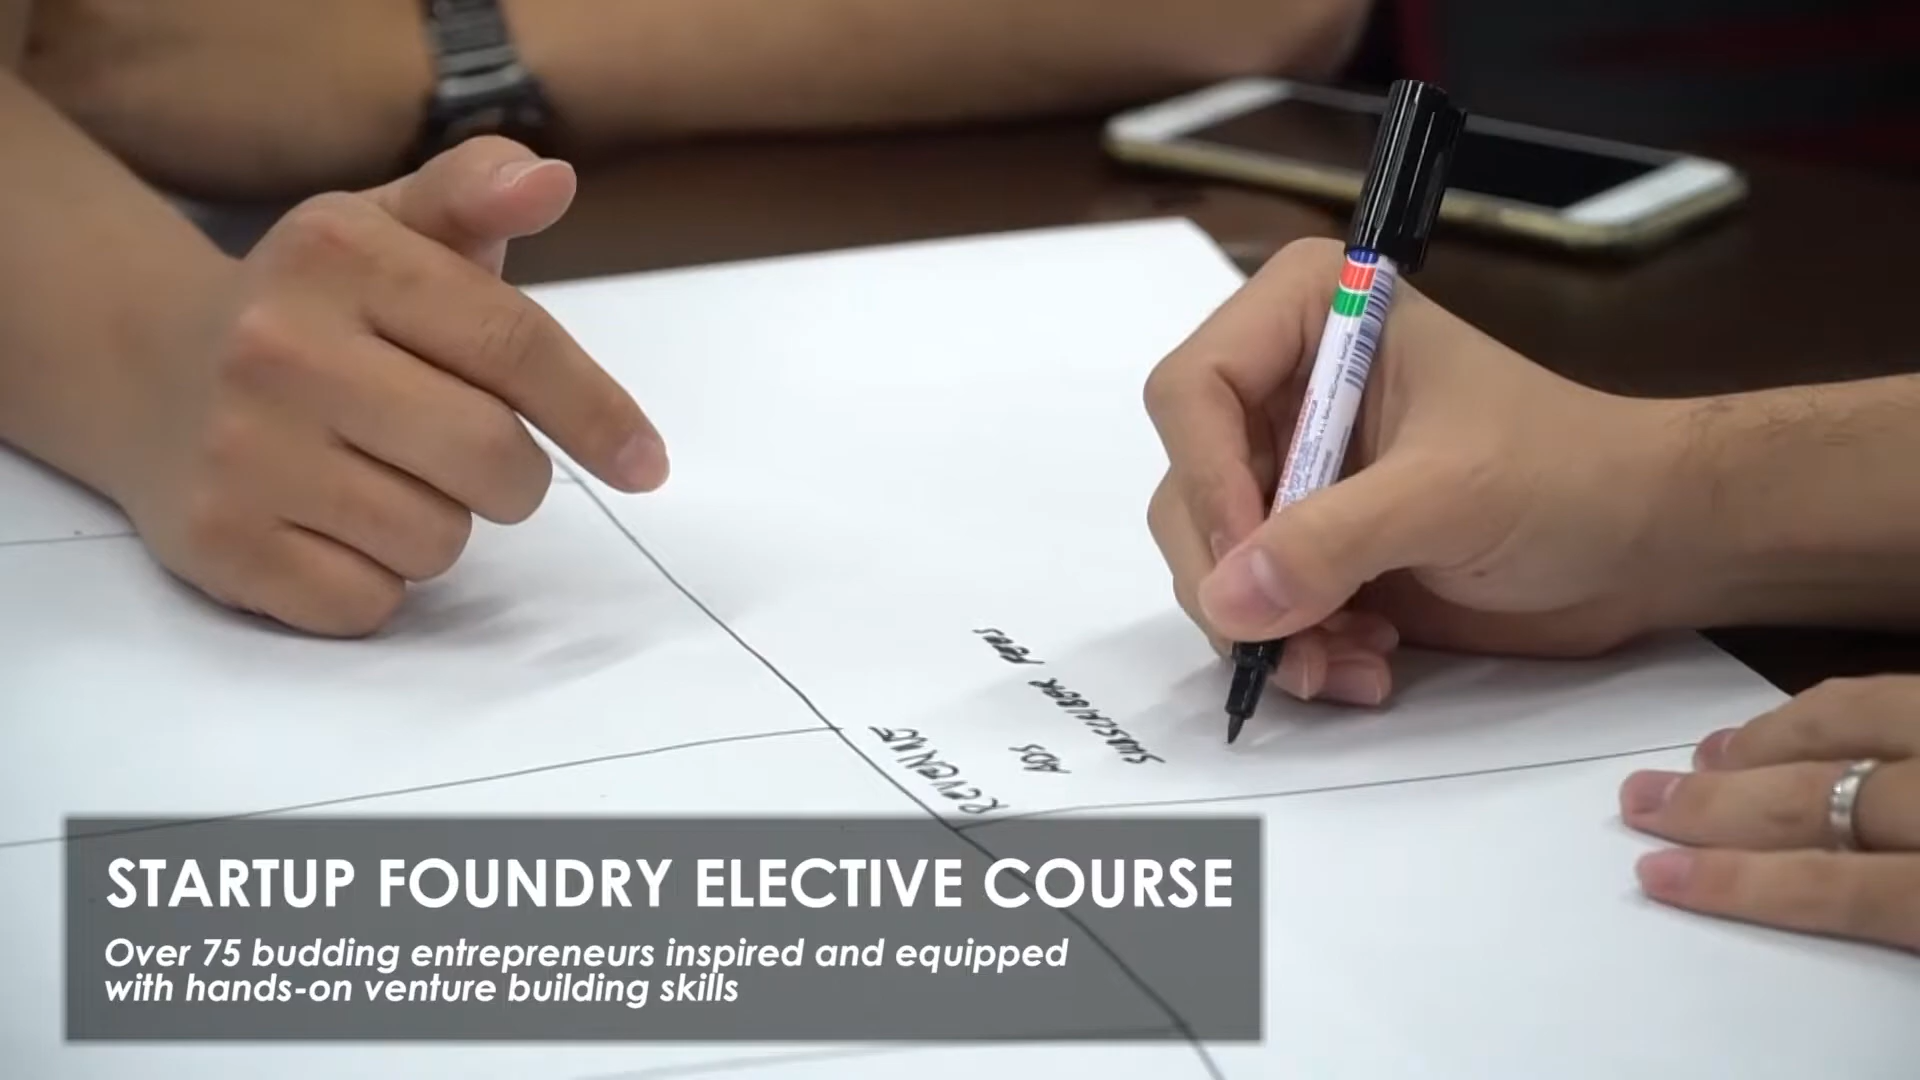 REVENUE
ADS
SUBSCRIBER FEES
STARTUP FOUNDRY ELECTIVE COURSE
Over 75 budding entrepreneurs inspired and equipped
with hands-on venture building skills